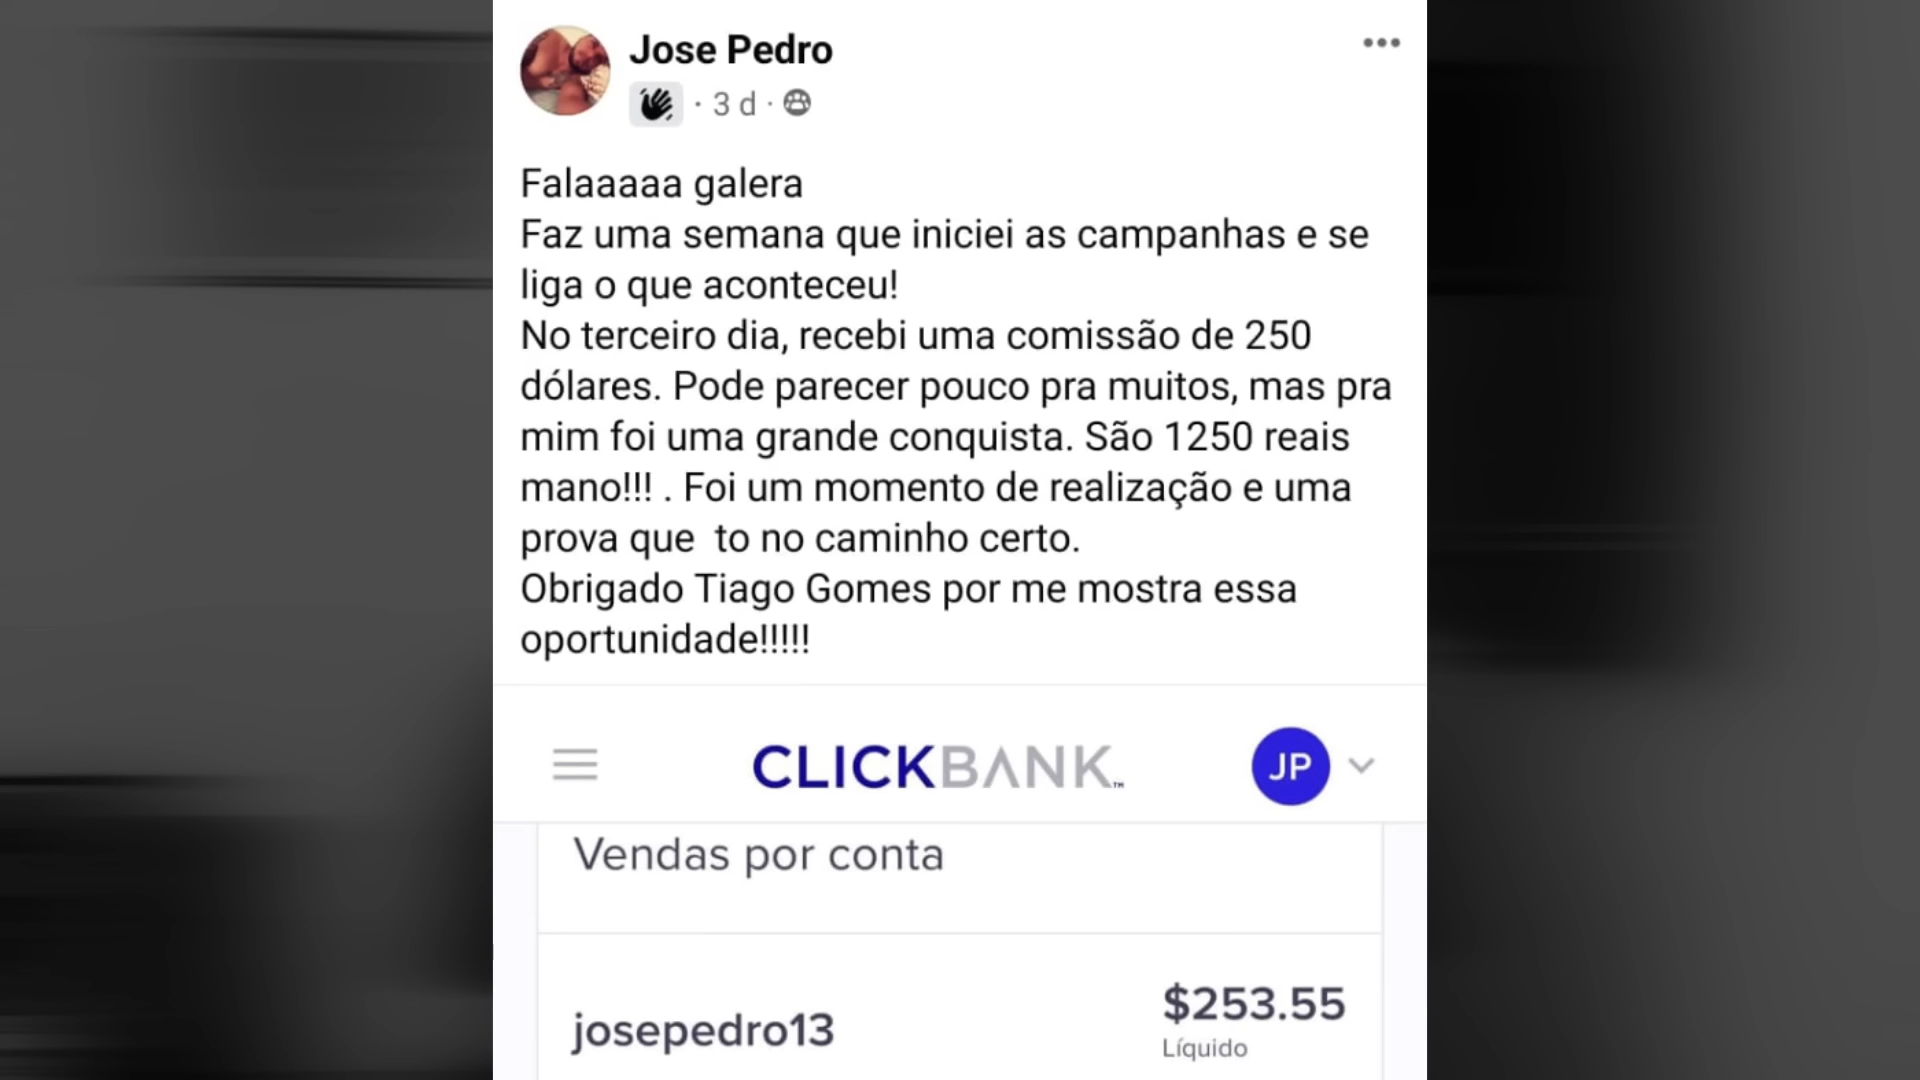 Jose Pedro
· 3 d ·
Falaaaaa galera
Faz uma semana que iniciei as campanhas e se
liga o que aconteceu!
No terceiro dia, recebi uma comissão de 250
dólares. Pode parecer pouco pra muitos, mas pra
mim foi uma grande conquista. São 1250 reais
mano!!! . Foi um momento de realização e uma
prova que  to no caminho certo.
Obrigado Tiago Gomes por me mostra essa
oportunidade!!!!!
CLICKBANK™
JP
Vendas por conta
josepedro13
$253.55
Líquido